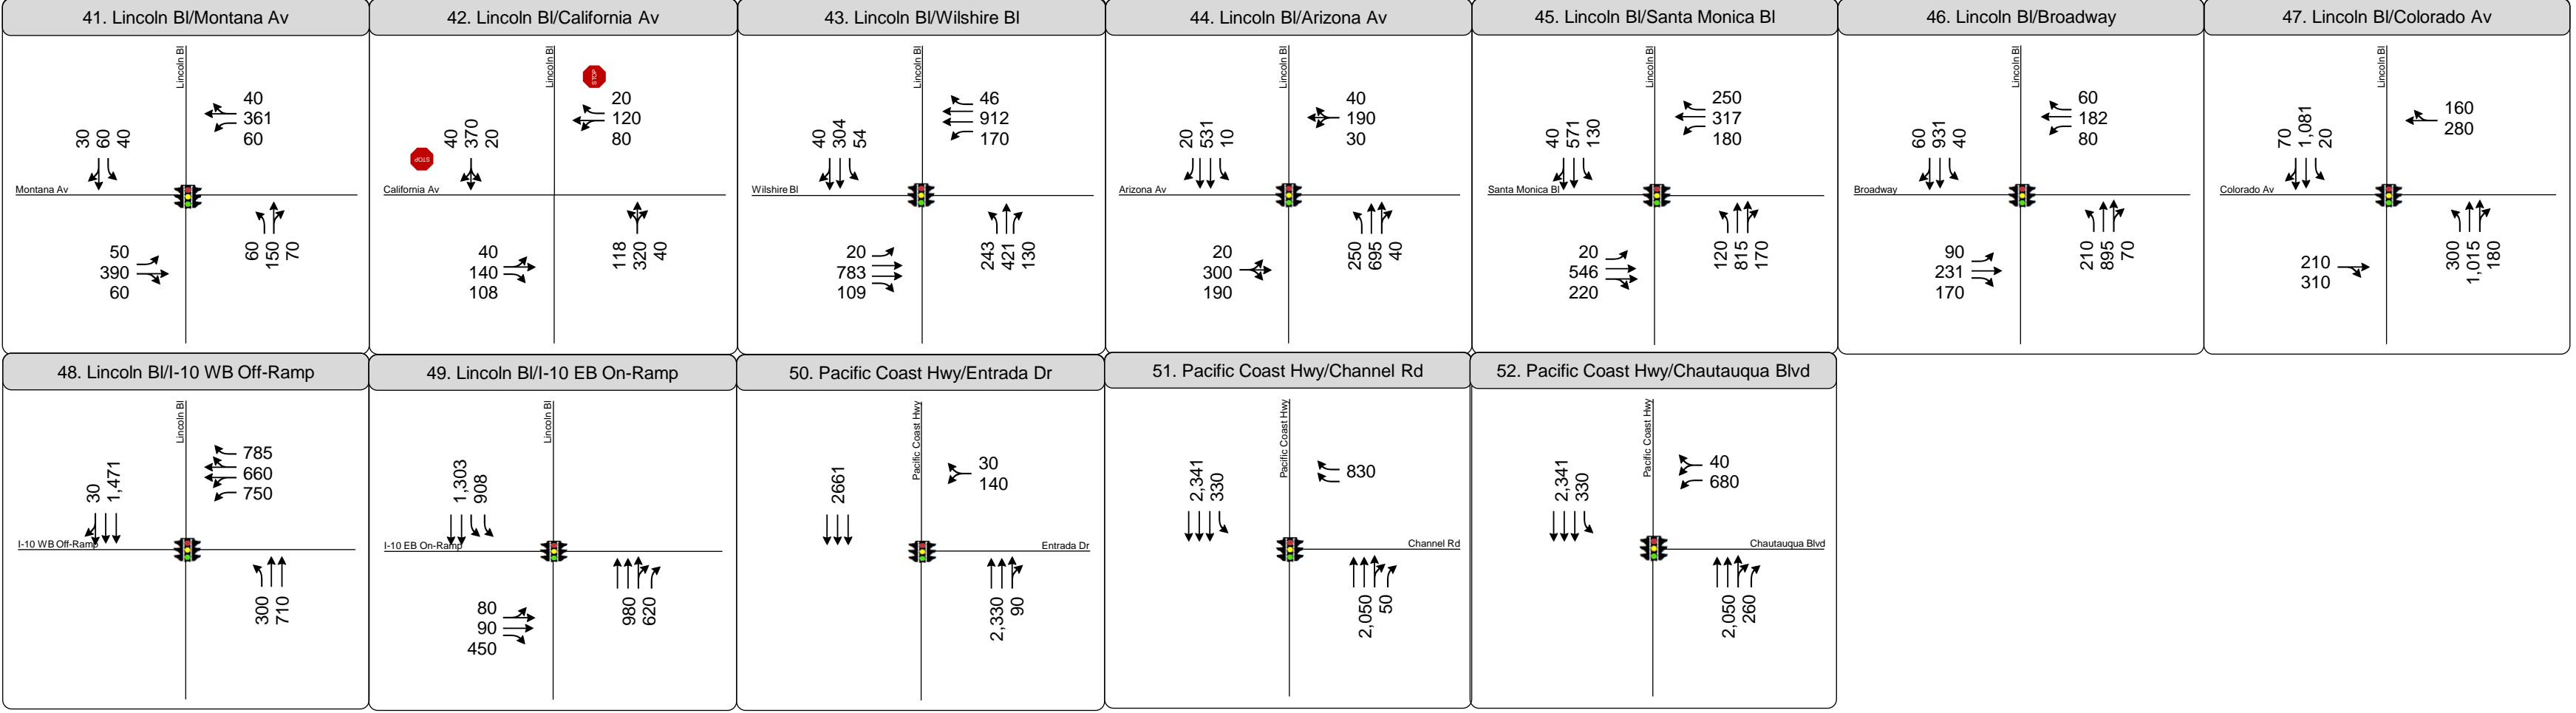 41. Lincoln Bl/Montana Av
Lincoln Bl
40
361
60
30
60
40
Montana Av
50
390
60
60
150
70
42. Lincoln Bl/California Av
Lincoln Bl
STOP
20
120
80
40
370
20
STOP
California Av
40
140
108
118
320
40
43. Lincoln Bl/Wilshire Bl
Lincoln Bl
46
912
170
40
304
54
Wilshire Bl
20
783
109
243
421
130
44. Lincoln Bl/Arizona Av
Lincoln Bl
40
190
30
20
531
10
Arizona Av
20
300
190
250
695
40
45. Lincoln Bl/Santa Monica Bl
Lincoln Bl
250
317
180
40
571
130
Santa Monica Bl
20
546
220
120
815
170
46. Lincoln Bl/Broadway
Lincoln Bl
60
182
80
60
931
40
Broadway
90
231
170
210
895
70
47. Lincoln Bl/Colorado Av
Lincoln Bl
160
280
70
1,081
20
Colorado Av
210
310
300
1,015
180
48. Lincoln Bl/I-10 WB Off-Ramp
Lincoln Bl
785
660
750
30
1,471
I-10 WB Off-Ramp
300
710
49. Lincoln Bl/I-10 EB On-Ramp
Lincoln Bl
1,303
908
I-10 EB On-Ramp
80
90
450
980
620
50. Pacific Coast Hwy/Entrada Dr
Pacific Coast Hwy
30
140
2661
Entrada Dr
2,330
90
51. Pacific Coast Hwy/Channel Rd
Pacific Coast Hwy
830
2,341
330
Channel Rd
2,050
50
52. Pacific Coast Hwy/Chautauqua Blvd
Pacific Coast Hwy
40
680
2,341
330
Chautauqua Blvd
2,050
260